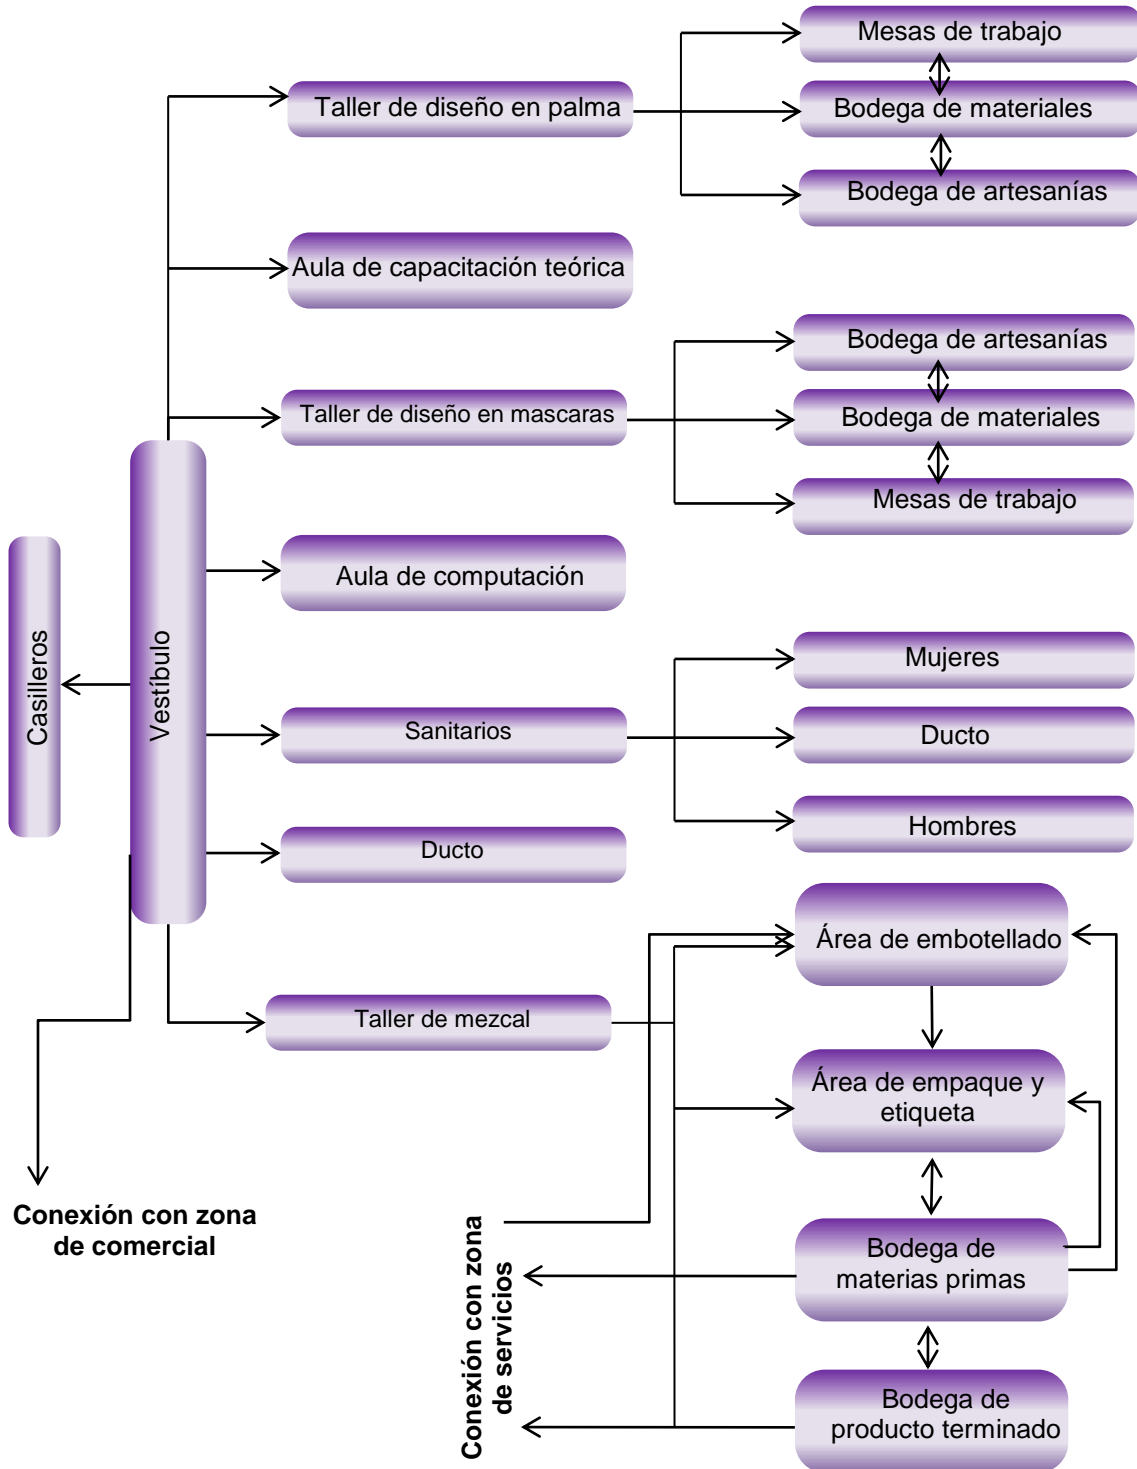 Mesas de trabajo
Taller de diseño en palma
Bodega de materiales
Bodega de artesanías
Aula de capacitación teórica
Bodega de artesanías
Taller de diseño en mascaras
Bodega de materiales
Mesas de trabajo
Aula de computación
Casilleros
Vestíbulo
Mujeres
Sanitarios
Ducto
Hombres
Ducto
Área de embotellado
Taller de mezcal
Área de empaque y
etiqueta
Conexión con zona
de comercial
Conexión con zona
de servicios
Bodega de
materias primas
Bodega de
producto terminado